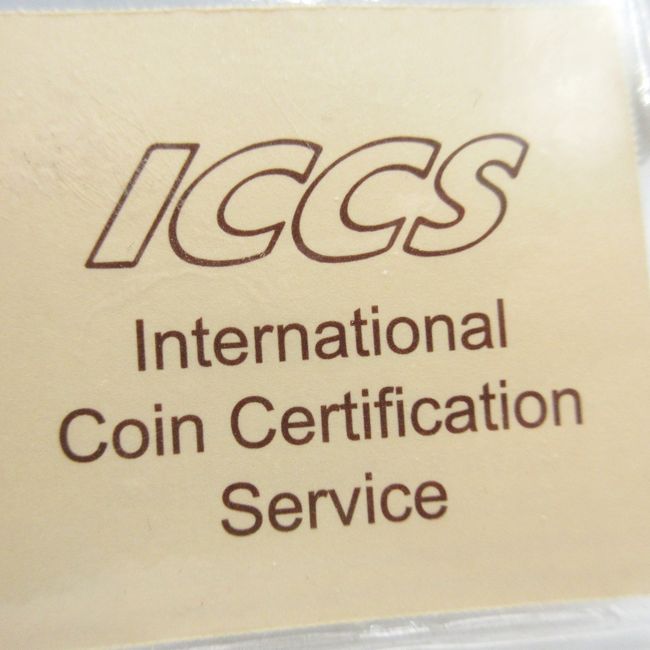 ICCS
International
Coin Certification
Service